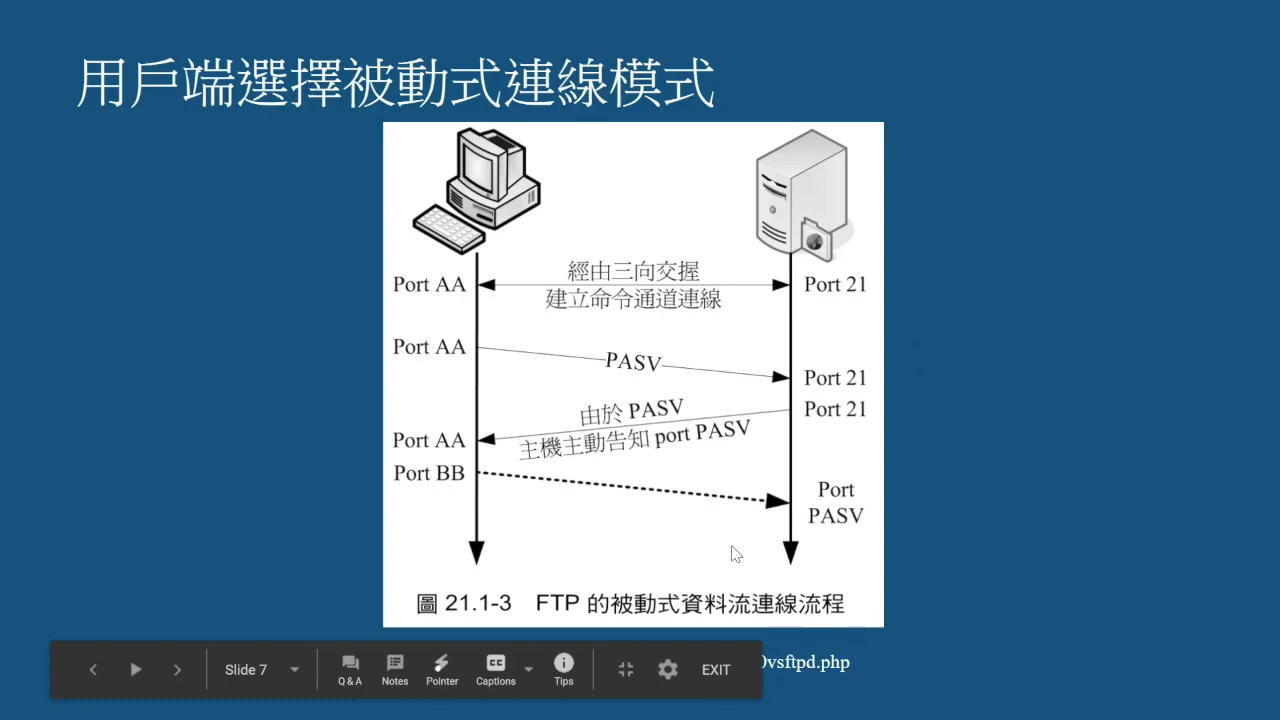 用戶端選擇被動式連線模式
Port AA
經由三向交握
建立命令通道連線
Port 21
Port AA
PASV
Port 21
由於 PASV
Port 21
Port AA
主機主動告知 port PASV
Port BB
Port
PASV
圖 21.1-3 FTP 的被動式資料流連線流程
vsftpd.php
Slide 7
Q & A
Notes
Pointer
CC
Captions
Tips
EXIT